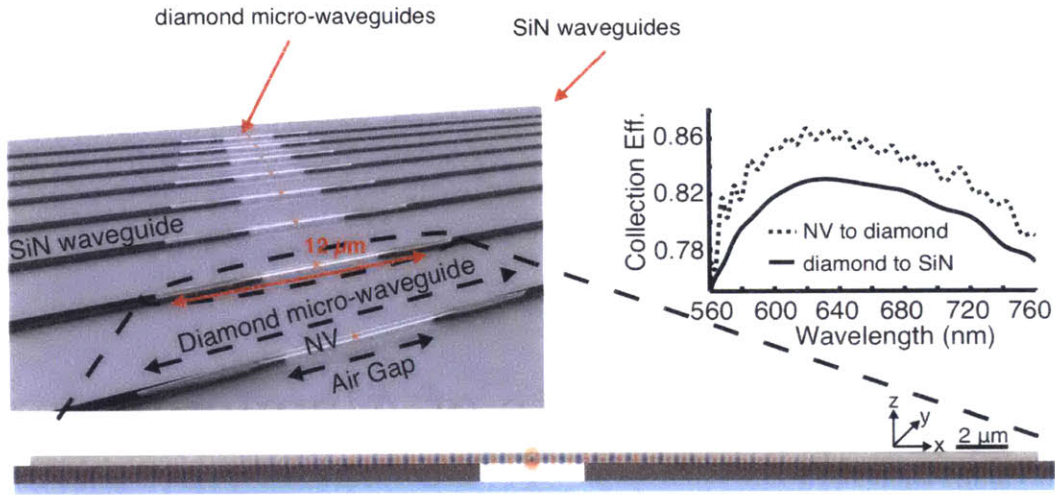 diamond micro-waveguides
SiN waveguides
SiN waveguide
12 µm
Diamond micro-waveguide
NV
Air Gap
Collection Eff.
0.86
0.82
0.78
NV to diamond
diamond to SiN
560 600 640 680 720 760
Wavelength (nm)
z
y
x
2 µm